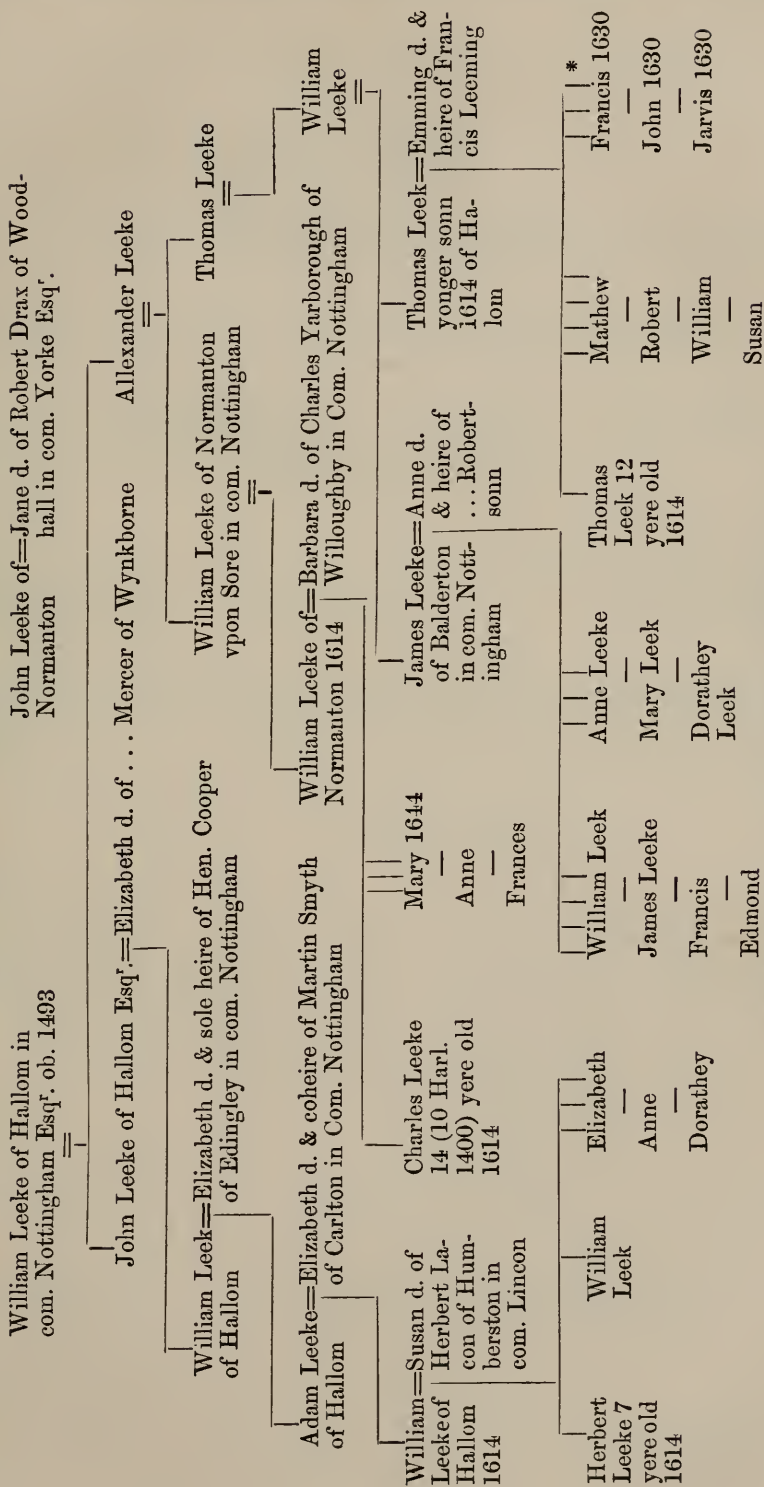 William Leeke of Hallom in
com. Nottingham Esqr. ob. 1493
John Leeke of=Jane d. of Robert Drax of Wood-
Normanton hall in com. Yorke Esqr.
John Leeke of Hallom Esqr.=Elizabeth d. of ... Mercer of Wynkborne
Allexander Leeke
William Leek=Elizabeth d. & sole heire of Hen. Cooper
of Hallom of Edingley in com. Nottingham
William Leeke of Normanton
vpon Sore in com. Nottingham
Thomas Leeke
Adam Leeke=Elizabeth d. & coheire of Martin Smyth
of Hallom of Carlton in Com. Nottingham
William Leeke of=Barbara d. of Charles Yarborough of
Normanton 1614 Willoughby in Com. Nottingham
William
Leeke
William=Susan d. of
Leeke of Herbert La-
Hallom con of Hum-
1614 berston in
com. Lincon
Charles Leeke
14 (10 Harl.
1400) yere old
1614
Mary 1644
—
Anne
—
Frances
James Leeke=Anne d.
of Balderton & heire of
in com. Nott- ... Robert-
ingham sonn
Thomas Leek=Emming d. &
yonger sonn heire of Fran-
1614 of Ha- cis Leeming
lom
Herbert
Leeke 7
yere old
1614
William
Leek
Elizabeth
—
Anne
—
Dorathey
William Leek
—
James Leeke
—
Francis
—
Edmond
Anne Leeke
—
Mary Leek
—
Dorathey
Leek
Thomas
Leek 12
yere old
1614
Mathew
—
Robert
—
William
—
Susan
*
Francis 1630
—
John 1630
—
Jarvis 1630